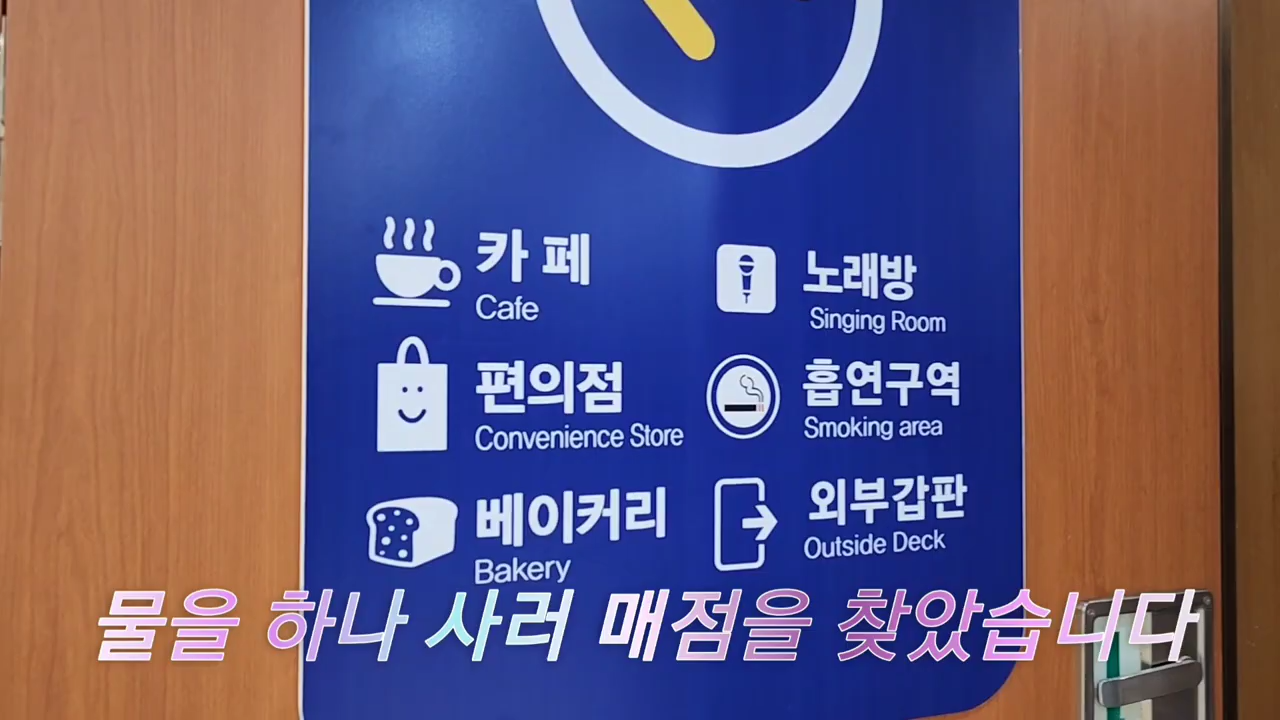 카 페
Cafe
편의점
Convenience Store
베이커리
Bakery
노래방
Singing Room
흡연구역
Smoking area
외부갑판
Outside Deck
물을 하나 사러 매점을 찾았습니다